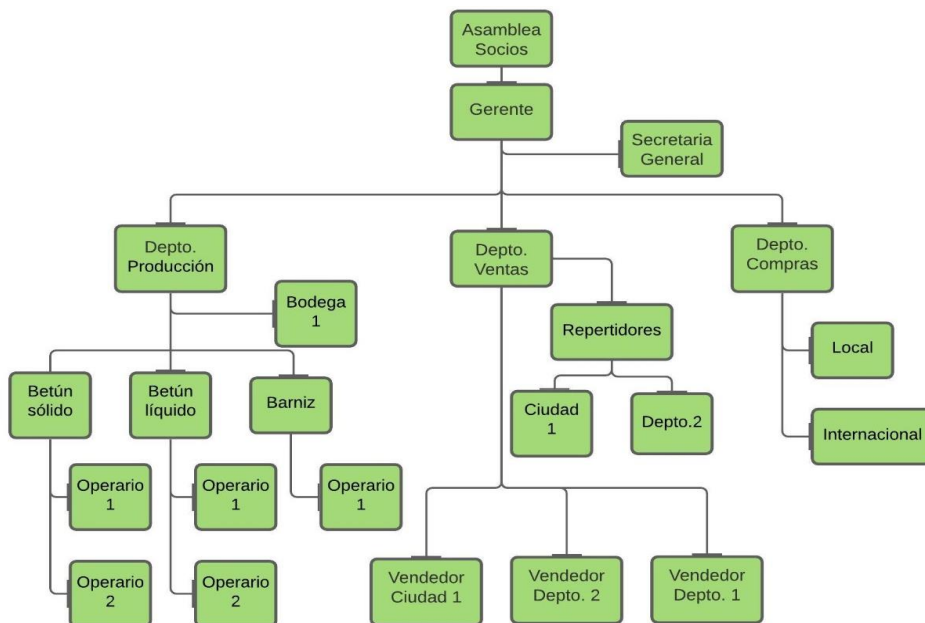 Asamblea
Socios
Gerente
Secretaria
General
Depto.
Producción
Depto.
Ventas
Depto.
Compras
Bodega
1
Repertidores
Local
Betún
sólido
Betún
líquido
Barniz
Ciudad
1
Depto.2
Internacional
Operario
1
Operario
1
Operario
1
Operario
2
Operario
2
Vendedor
Ciudad 1
Vendedor
Depto. 2
Vendedor
Depto. 1